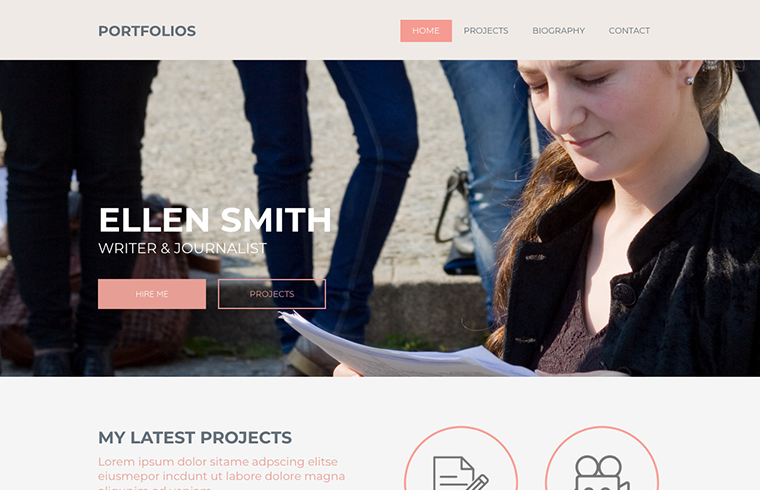 PORTFOLIOS
HOME PROJECTS BIOGRAPHY CONTACT
ELLEN SMITH
WRITER & JOURNALIST
HIRE ME PROJECTS
MY LATEST PROJECTS
Lorem ipsum dolor sitame adpscing elitse
eiusmepor incdunt ut labore dolore magna